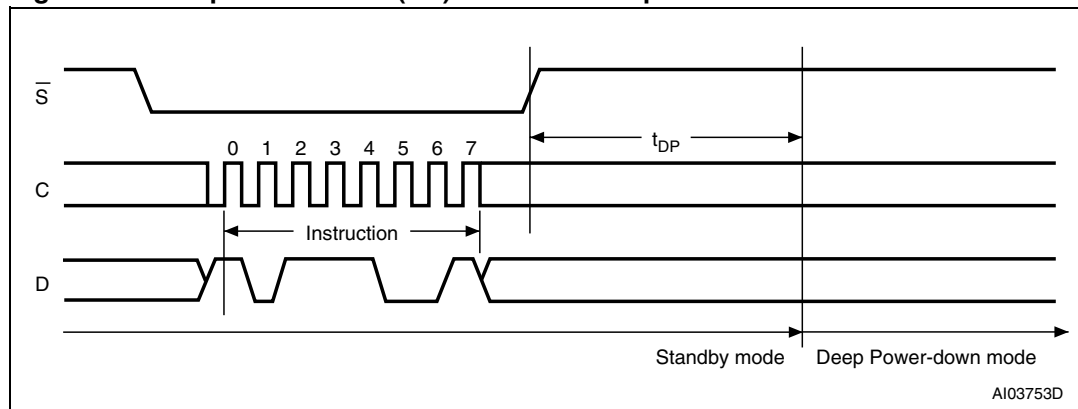 S
0 1 2 3 4 5 6 7
tDP
C
Instruction
D
Standby mode Deep Power-down mode
AI03753D